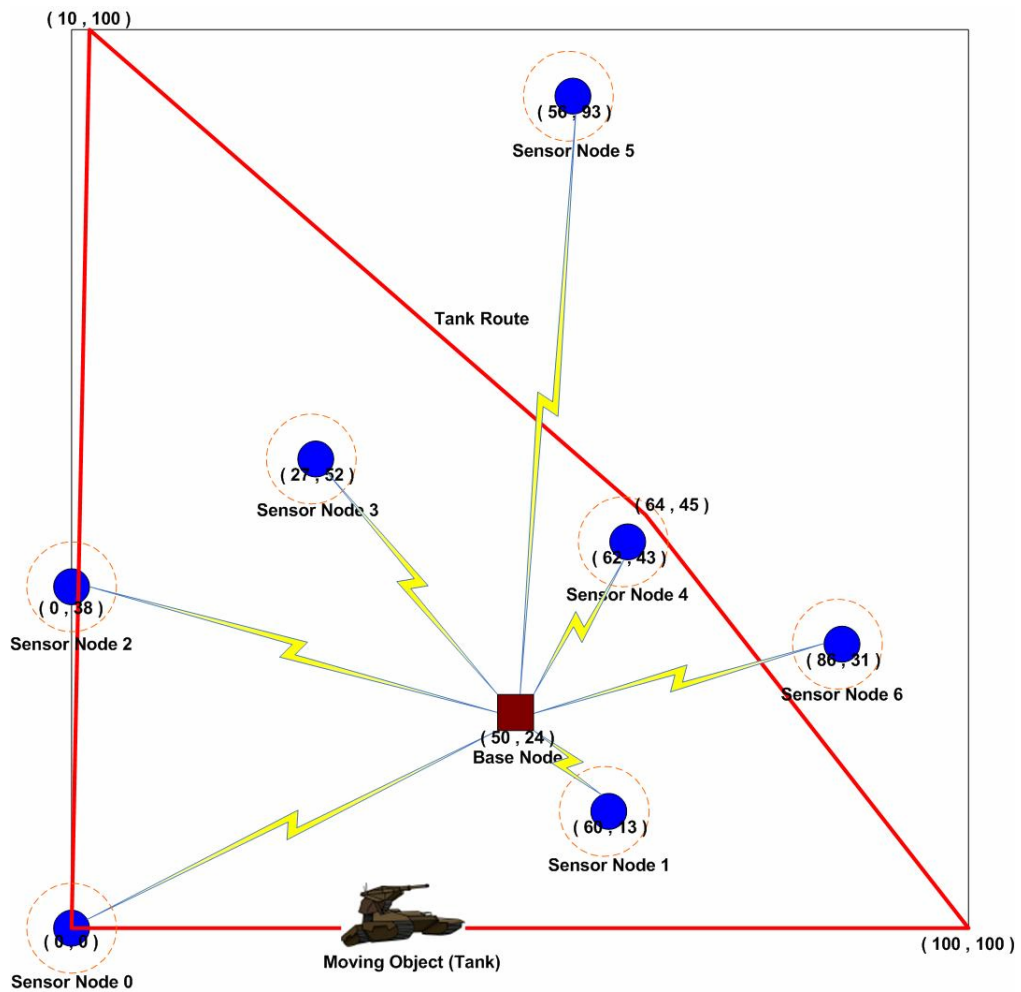 ( 10 , 100 )
( 56 , 93 )
Sensor Node 5
Tank Route
( 27 , 52 )
Sensor Node 3
( 64 , 45 )
( 62 , 43 )
Sensor Node 4
( 0 , 38 )
Sensor Node 2
( 86 , 31 )
Sensor Node 6
( 50 , 24 )
Base Node
( 60 , 13 )
Sensor Node 1
( 0 , 0 )
( 100 , 100 )
Moving Object (Tank)
Sensor Node 0